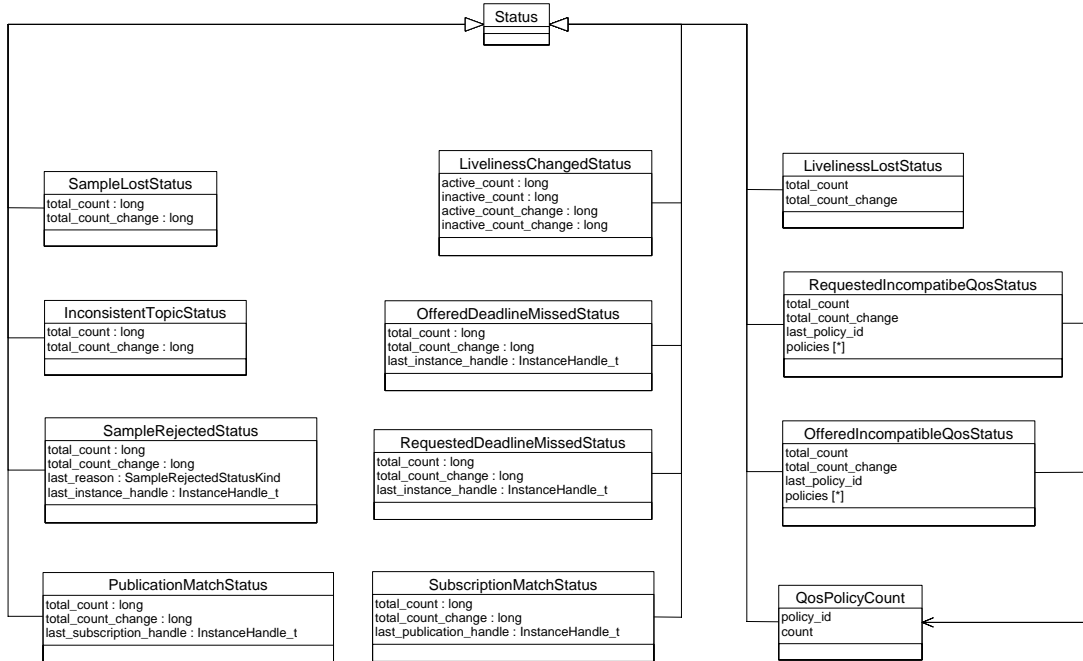 Status
SampleLostStatus
total_count : long
total_count_change : long
InconsistentTopicStatus
total_count : long
total_count_change : long
SampleRejectedStatus
total_count : long
total_count_change : long
last_reason : SampleRejectedStatusKind
last_instance_handle : InstanceHandle_t
PublicationMatchStatus
total_count : long
total_count_change : long
last_subscription_handle : InstanceHandle_t
LivelinessChangedStatus
active_count : long
inactive_count : long
active_count_change : long
inactive_count_change : long
OfferedDeadlineMissedStatus
total_count : long
total_count_change : long
last_instance_handle : InstanceHandle_t
RequestedDeadlineMissedStatus
total_count : long
total_count_change : long
last_instance_handle : InstanceHandle_t
SubscriptionMatchStatus
total_count : long
total_count_change : long
last_publication_handle : InstanceHandle_t
LivelinessLostStatus
total_count
total_count_change
RequestedIncompatibeQosStatus
total_count
total_count_change
last_policy_id
policies [*]
OfferedIncompatibleQosStatus
total_count
total_count_change
last_policy_id
policies [*]
QosPolicyCount
policy_id
count